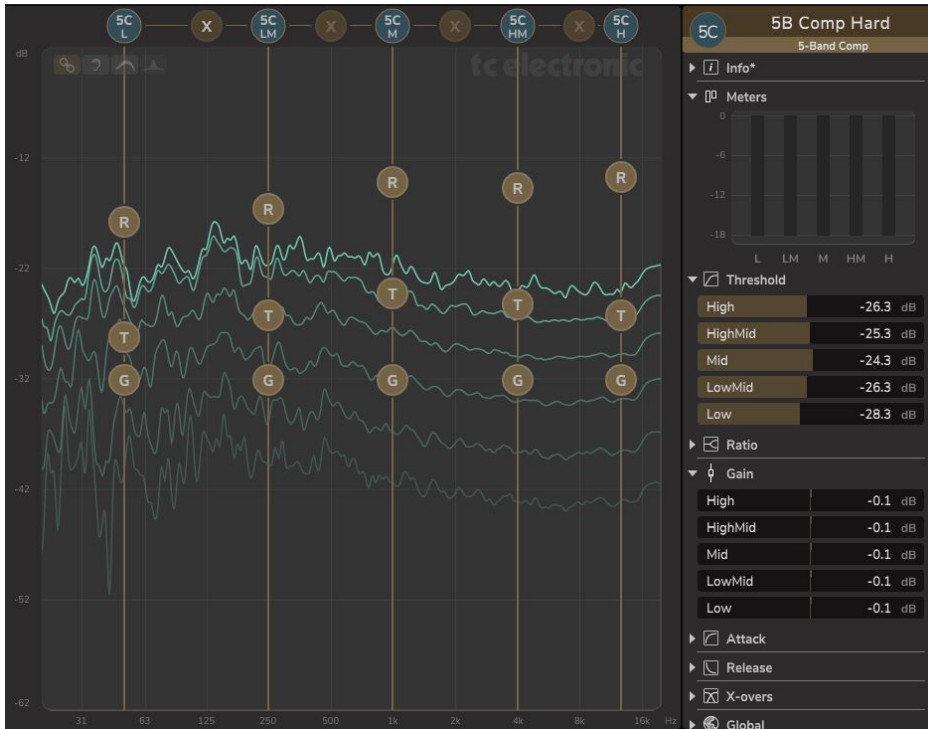 5C L X 5C LM X 5C M X 5C HM X 5C H
dB
tc electronic
-12
R R R R R
-22
T T T T T
-32
G G G G G
-42
-52
-62
31 63 125 250 500 1k 2k 4k 8k 16k Hz
5C
5B Comp Hard
5-Band Comp
i Info*
Meters
0
-6
-12
-18
L LM M HM H
Threshold
High -26.3 dB
HighMid -25.3 dB
Mid -24.3 dB
LowMid -26.3 dB
Low -28.3 dB
Ratio
Gain
High -0.1 dB
HighMid -0.1 dB
Mid -0.1 dB
LowMid -0.1 dB
Low -0.1 dB
Attack
Release
X-overs
Global